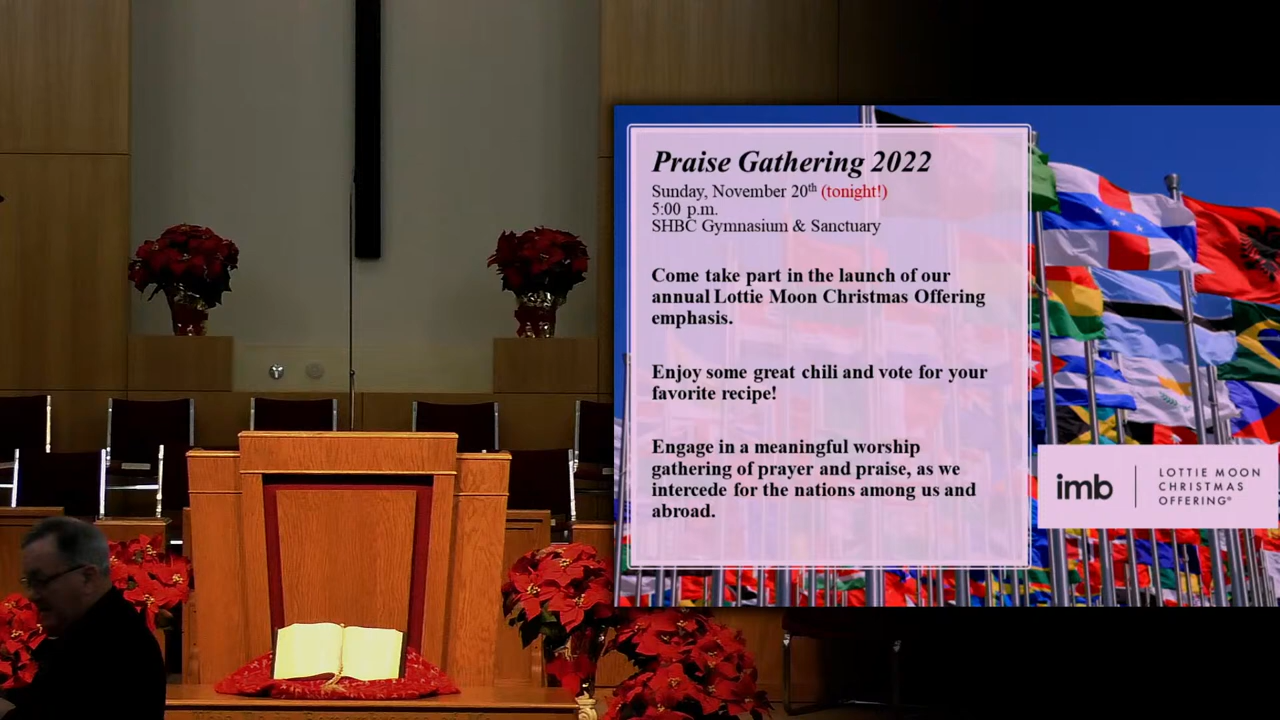 Praise Gathering 2022
Sunday, November 20th (tonight!)
5:00 p.m.
SHBC Gymnasium & Sanctuary
Come take part in the launch of our
annual Lottie Moon Christmas Offering
emphasis.
Enjoy some great chili and vote for your
favorite recipe!
Engage in a meaningful worship
gathering of prayer and praise, as we
intercede for the nations among us and
abroad.
imb
LOTTIE MOON
CHRISTMAS
OFFERING®